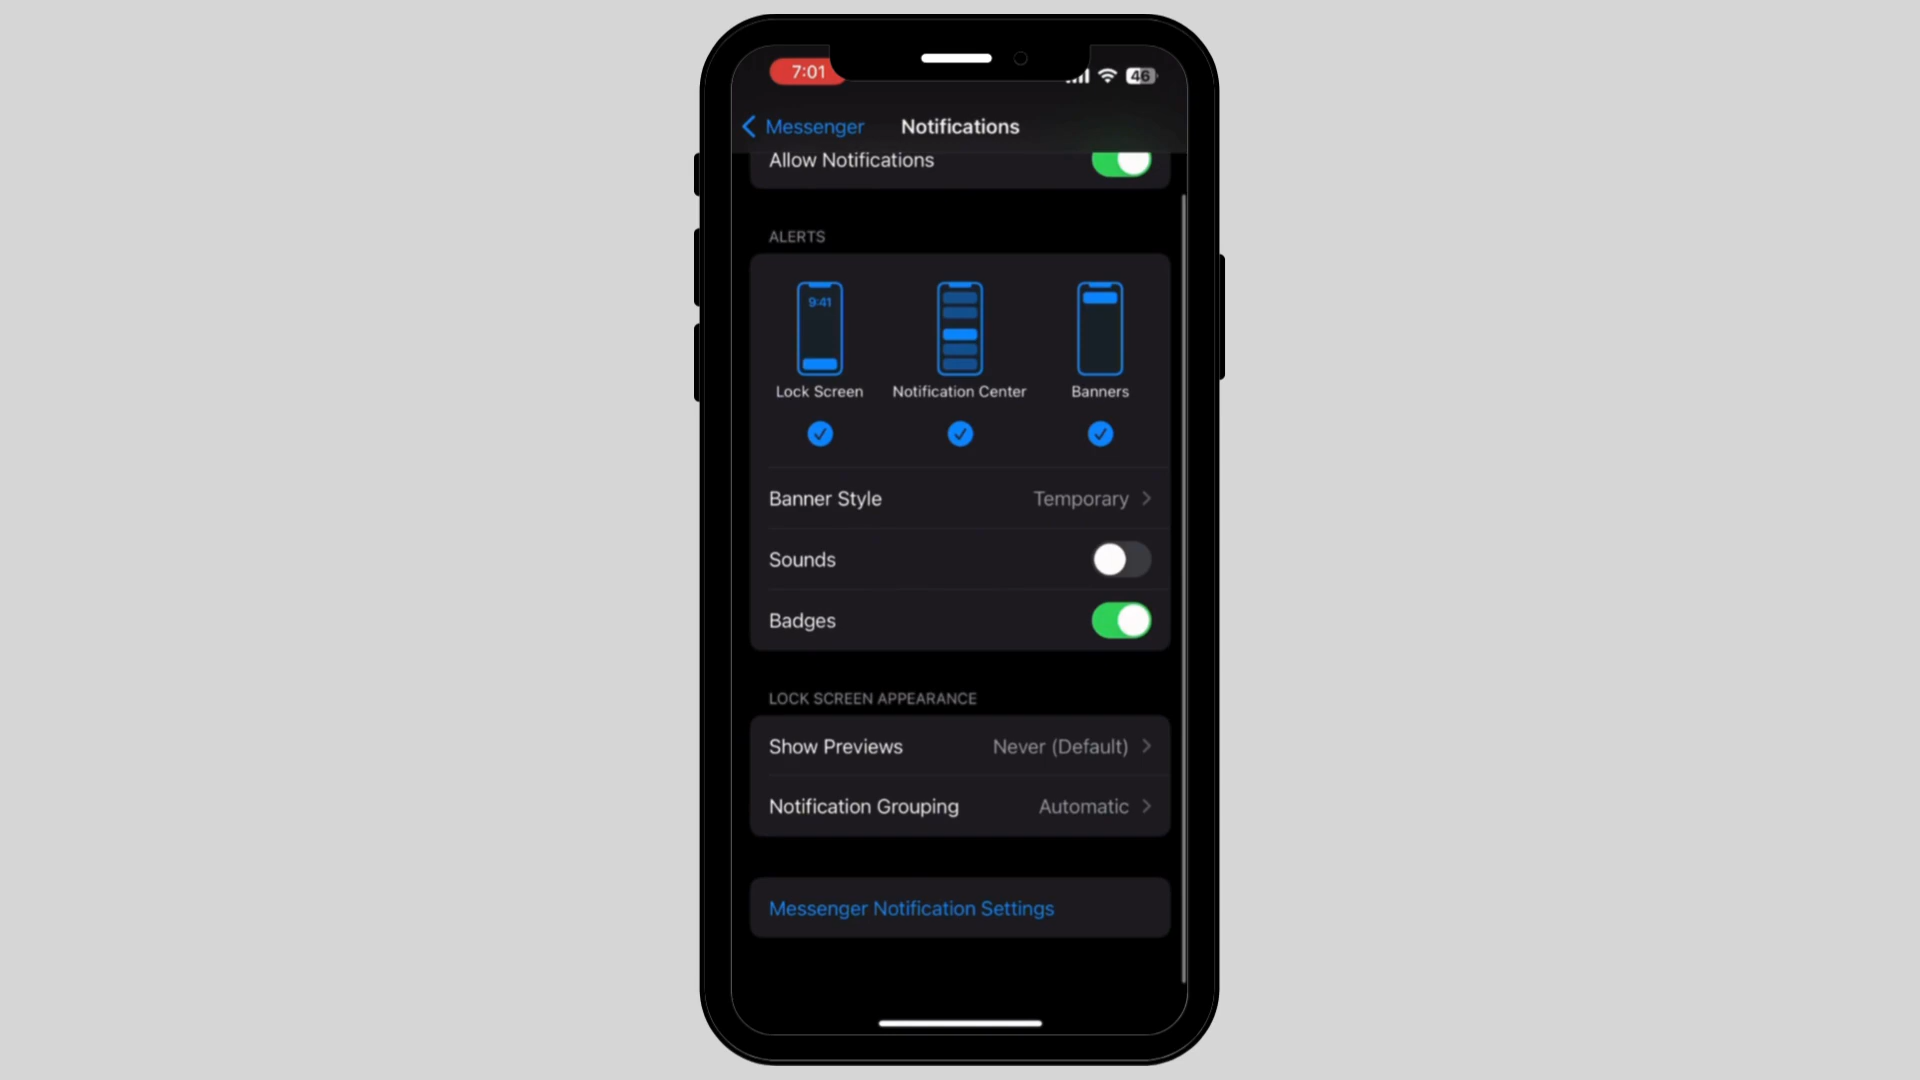 7:01
46
Messenger
Notifications
Allow Notifications
ALERTS
9:41
Lock Screen
Notification Center
Banners
Banner Style
Temporary
Sounds
Badges
LOCK SCREEN APPEARANCE
Show Previews
Never (Default)
Notification Grouping
Automatic
Messenger Notification Settings